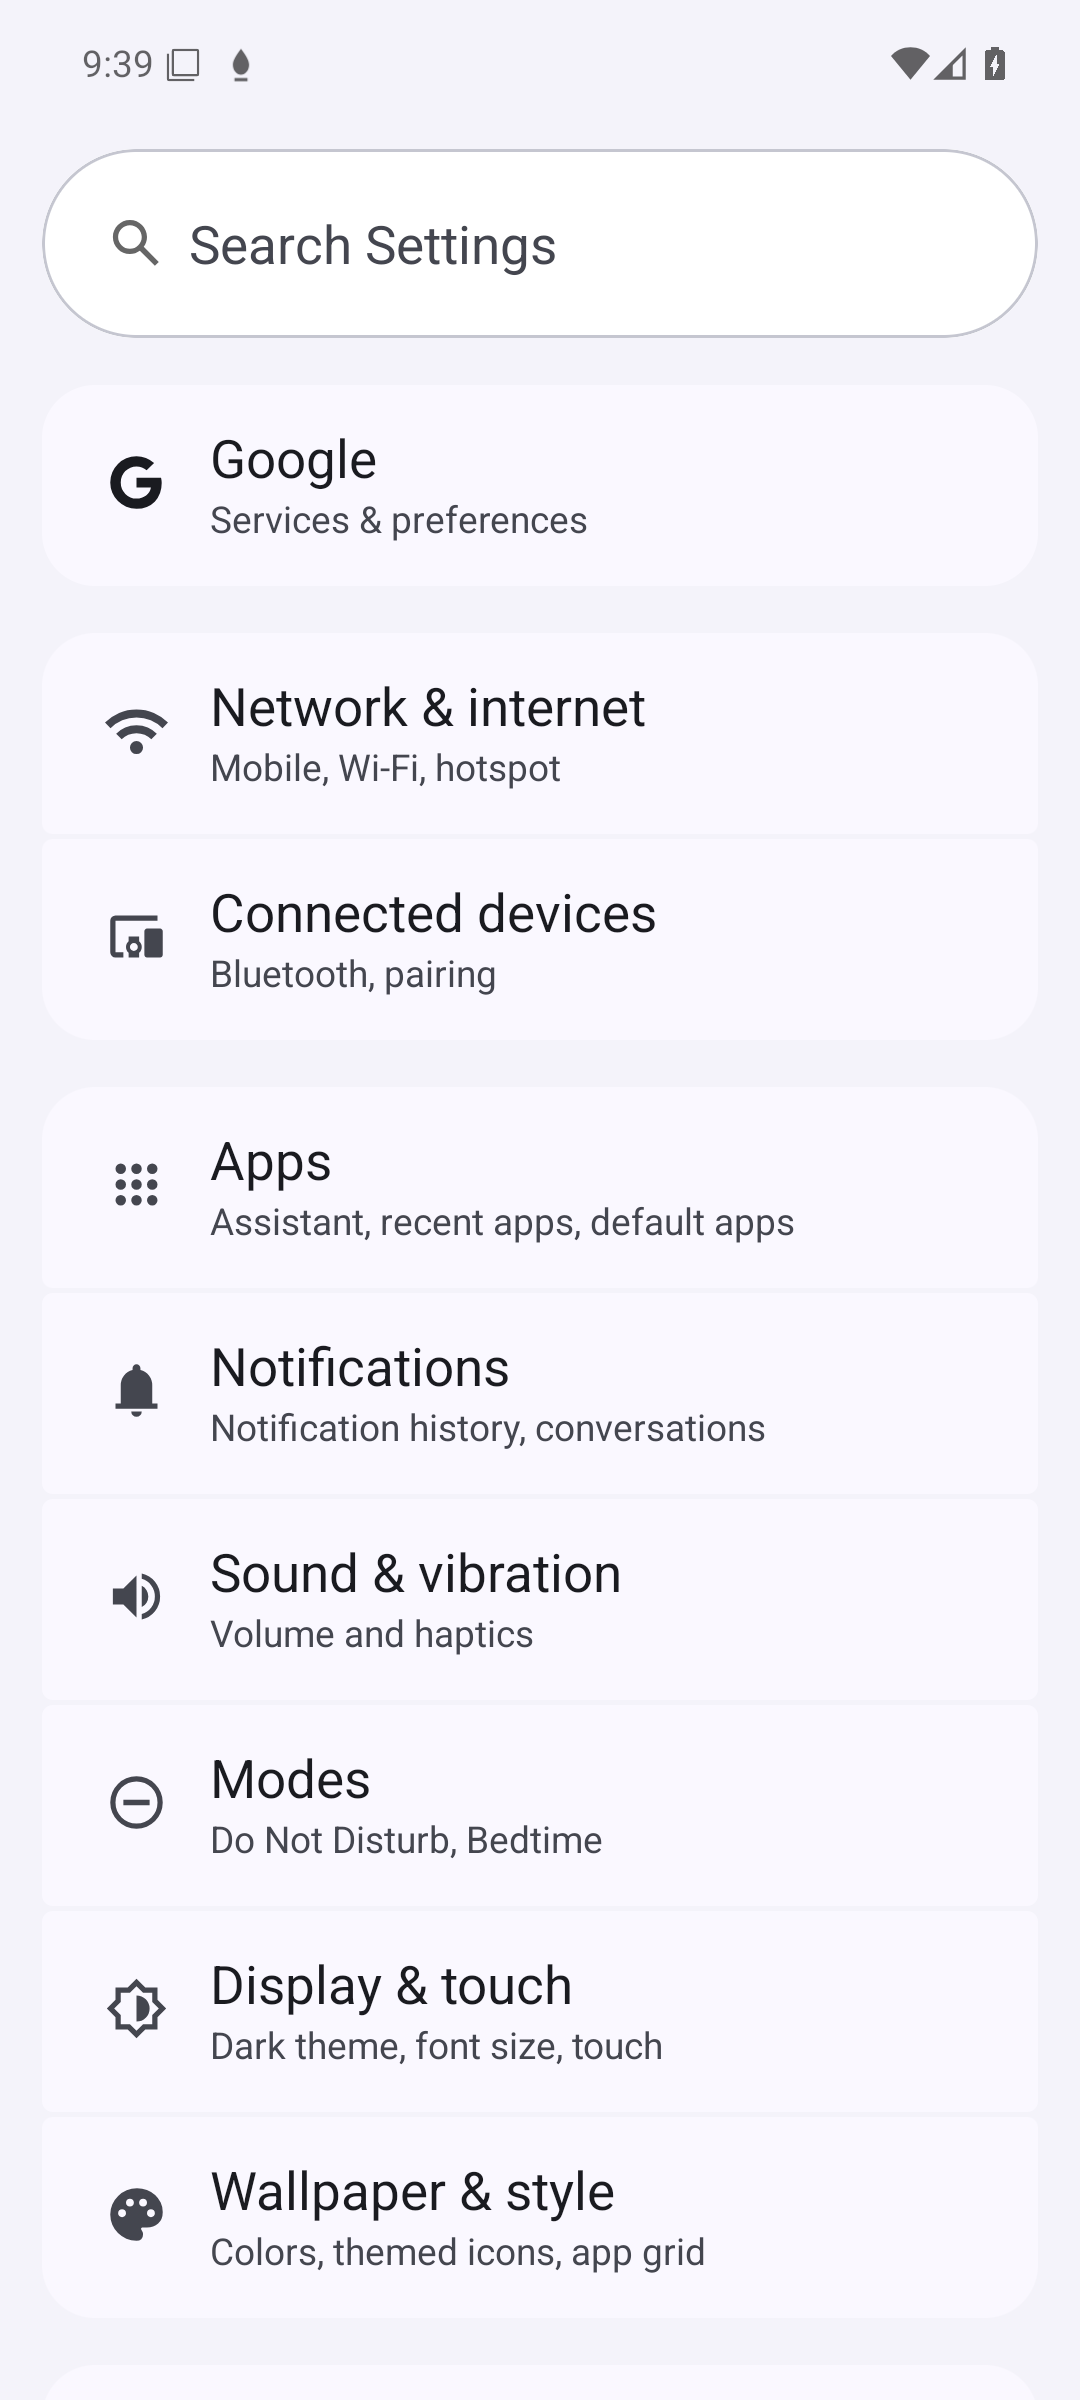 9:39
Search Settings
Google
Services & preferences
Network & internet
Mobile, Wi-Fi, hotspot
Connected devices
Bluetooth, pairing
Apps
Assistant, recent apps, default apps
Notifications
Notification history, conversations
Sound & vibration
Volume and haptics
Modes
Do Not Disturb, Bedtime
Display & touch
Dark theme, font size, touch
Wallpaper & style
Colors, themed icons, app grid